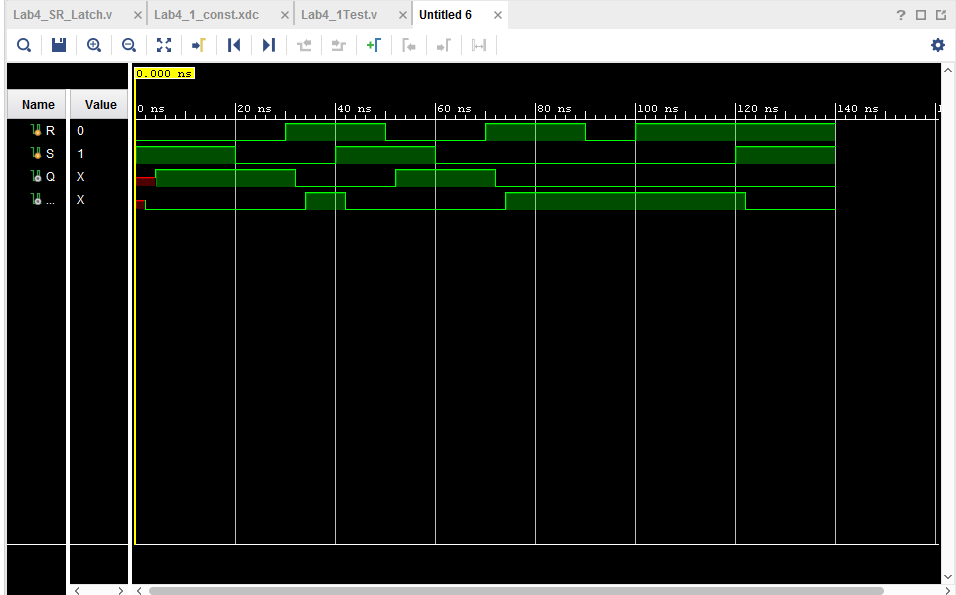 Lab4_SR_Latch.v × Lab4_1_const.xdc × Lab4_1Test.v × Untitled 6 ×
?
0.000 ns
Name Value
0 ns 20 ns 40 ns 60 ns 80 ns 100 ns 120 ns 140 ns
R 0
S 1
Q X
... X